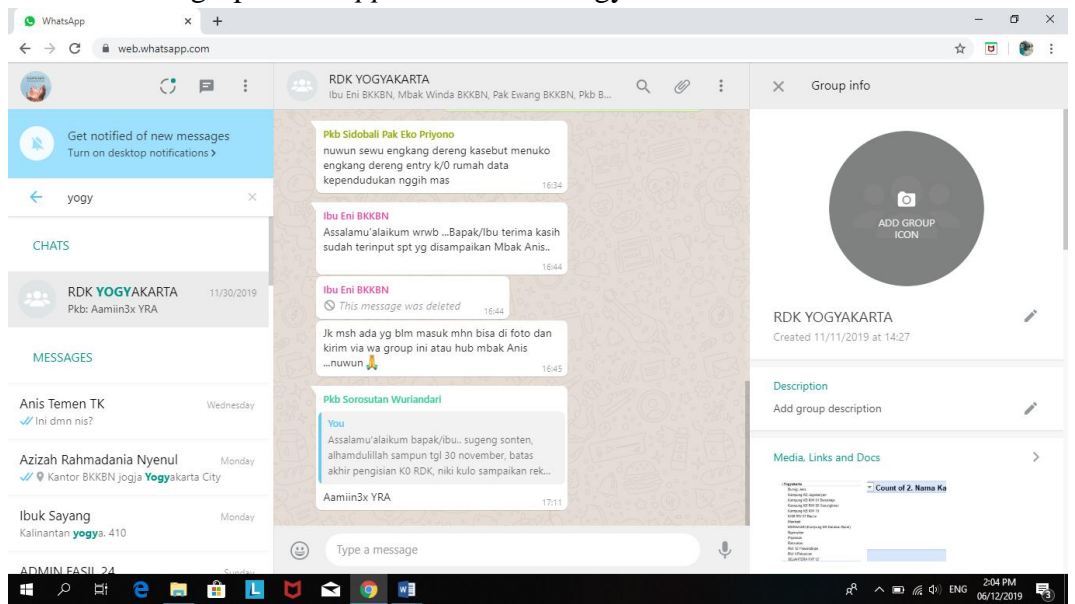 WhatsApp
web.whatsapp.com
RDK YOGYAKARTA
Ibu Eni BKKBN, Mbak Winda BKKBN, Pak Ewang BKKBN, Pkb B...
Group info
Get notified of new messages
Turn on desktop notifications >
yogy
CHATS
RDK YOGYAKARTA 11/30/2019
Pkb: Aamiin3x YRA
MESSAGES
Anis Temen TK Wednesday
Ini dmn nis?
Azizah Rahmadania Nyenul Monday
Kantor BKKBN jogja Yogyakarta City
Ibuk Sayang Monday
Kalinantan yogya. 410
ADMIN FASIL 24 Sunday
Pkb Sidobali Pak Eko Priyono
nuwun sewu engkang dereng kasebut menuko
engkang dereng entry k/0 rumah data
kependudukan nggih mas
16:34
Ibu Eni BKKBN
Assalamu'alaikum wrwb ...Bapak/Ibu terima kasih
sudah terinput spt yg disampaikan Mbak Anis..
16:44
Ibu Eni BKKBN
This message was deleted 16:44
Jk msh ada yg blm masuk mhn bisa di foto dan
kirim via wa group ini atau hub mbak Anis
...nuwun 🙏
16:45
Pkb Sorosutan Wuriandari
You
Assalamu'alaikum bapak/ibu.. sugeng sonten,
alhamdulillah sampun tgl 30 november, batas
akhir pengisian K0 RDK, niki kulo sampaikan rek...
Aamiin3x YRA
17:11
Type a message
ADD GROUP
ICON
RDK YOGYAKARTA
Created 11/11/2019 at 14:27
Description
Add group description
Media, Links and Docs
Count of 2. Nama Ka
ENG
2:04 PM
06/12/2019